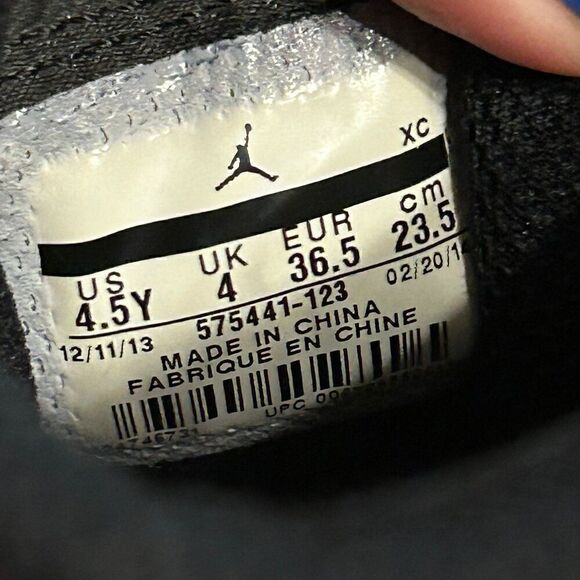 XC
US UK EUR cm
4.5Y 4 36.5 23.5
12/11/13 575441-123
MADE IN CHINA
FABRIQUE EN CHINE
UPC